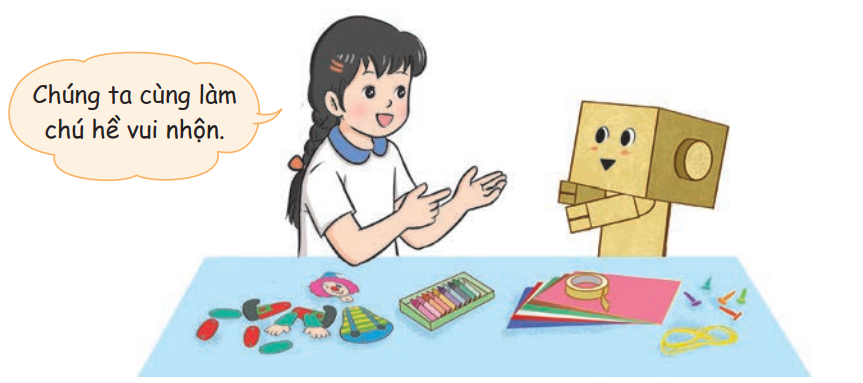 Chúng ta cùng làm
chú hề vui nhộn.